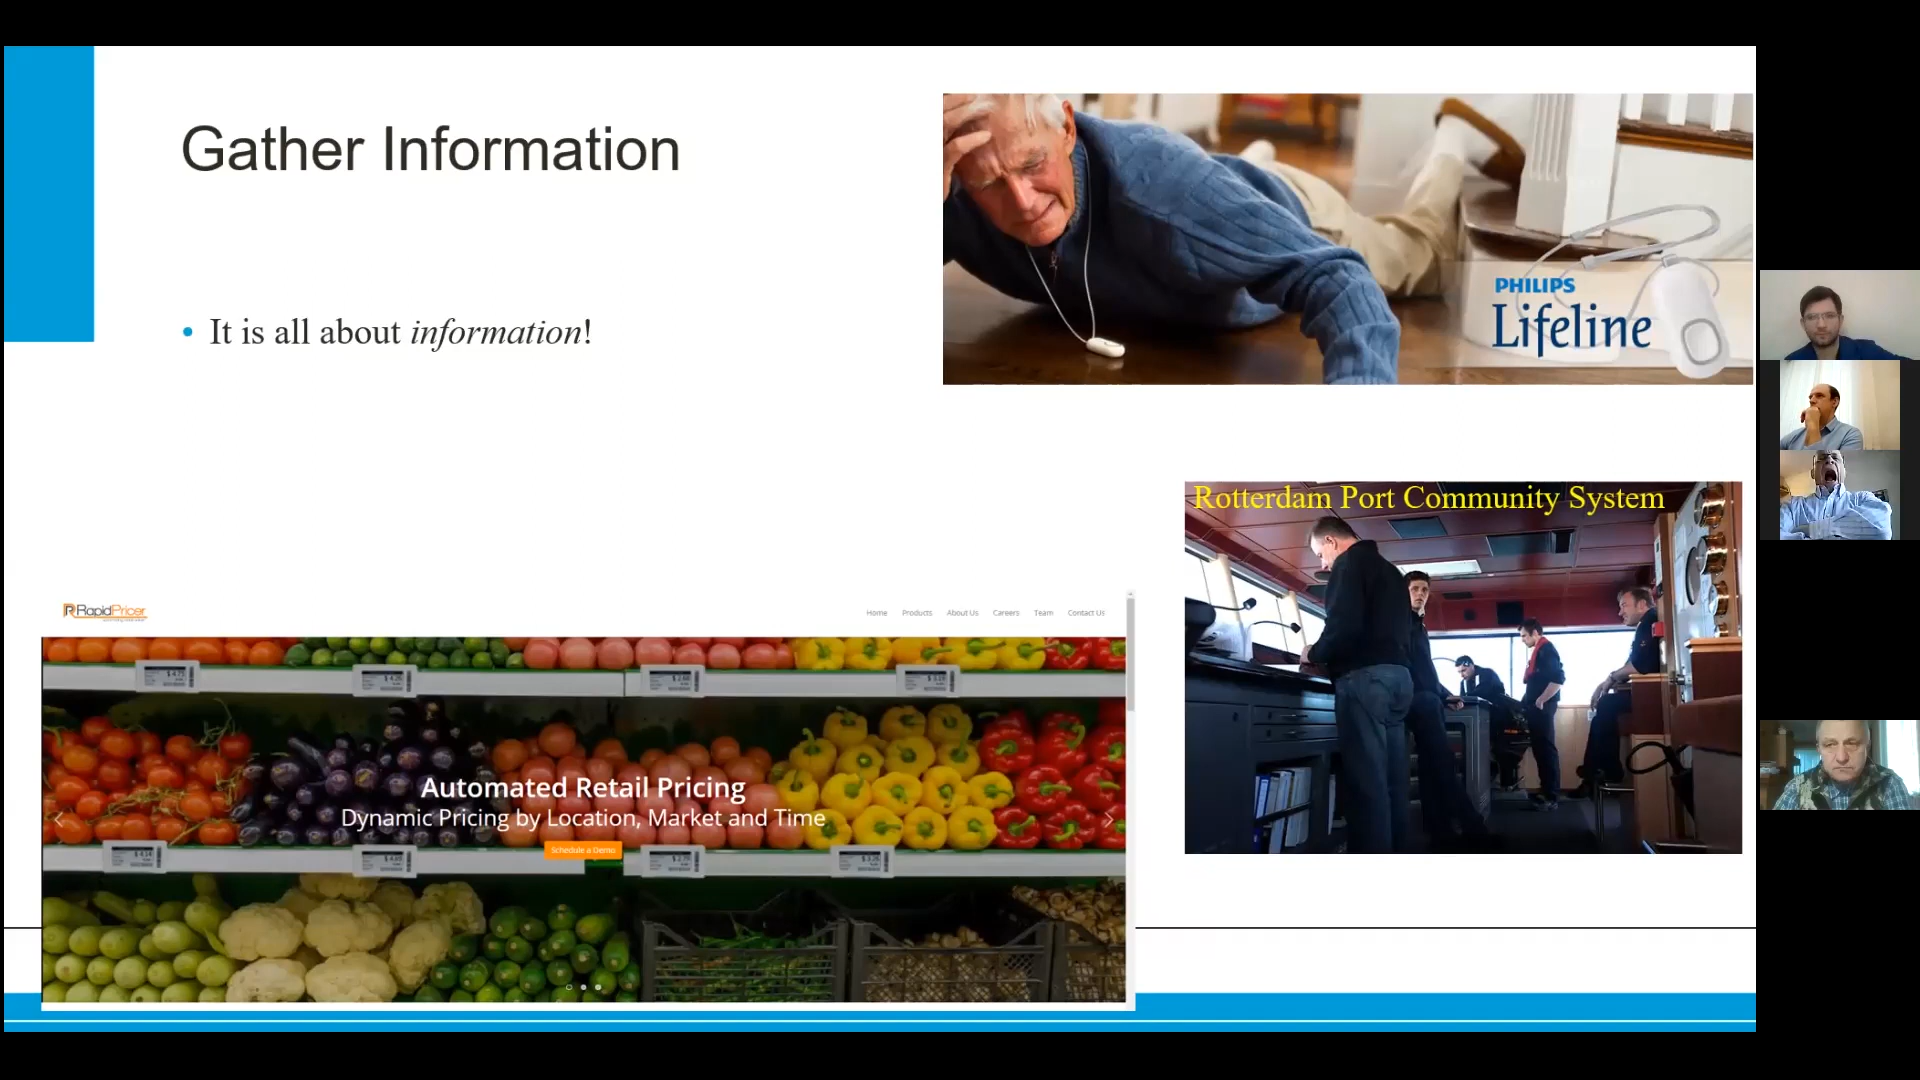 Gather Information
• It is all about information!
PHILIPS
Lifeline
Rotterdam Port Community System
RapidPricer
Home Products About Us Careers Team Contact Us
Automated Retail Pricing
Dynamic Pricing by Location, Market and Time
Schedule a Demo